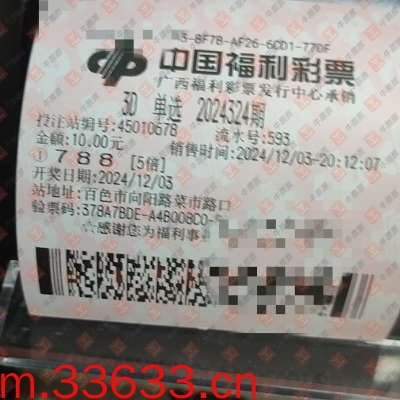 3-BF7B-AF26-6CD1-770F
中国福利彩票
广西福利彩票发行中心承销
3D 单选 2024324期
投注站编号:45010678 流水号:593
金额:10.00元 销售时间:2024/12/03-20:12:07
① 7 8 8 [5倍]
开奖日期:2024/12/03
站地址:百色市向阳路菜市路口
验票码:378A7BDE-A4B008C0-
☆感谢您为福利事
m.33633.cn